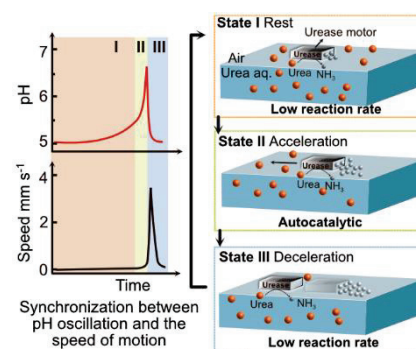 I II III
7
6
5
pH
4
2
0
Speed mm s⁻¹
Time
Synchronization between
pH oscillation and the
speed of motion
State I Rest
Urease motor
Urease
Air
Urea aq.
Urea
NH₃
Low reaction rate
State II Acceleration
Urease
Urea
NH₃
Autocatalytic
State III Deceleration
Urease
Urea
NH₃
Low reaction rate